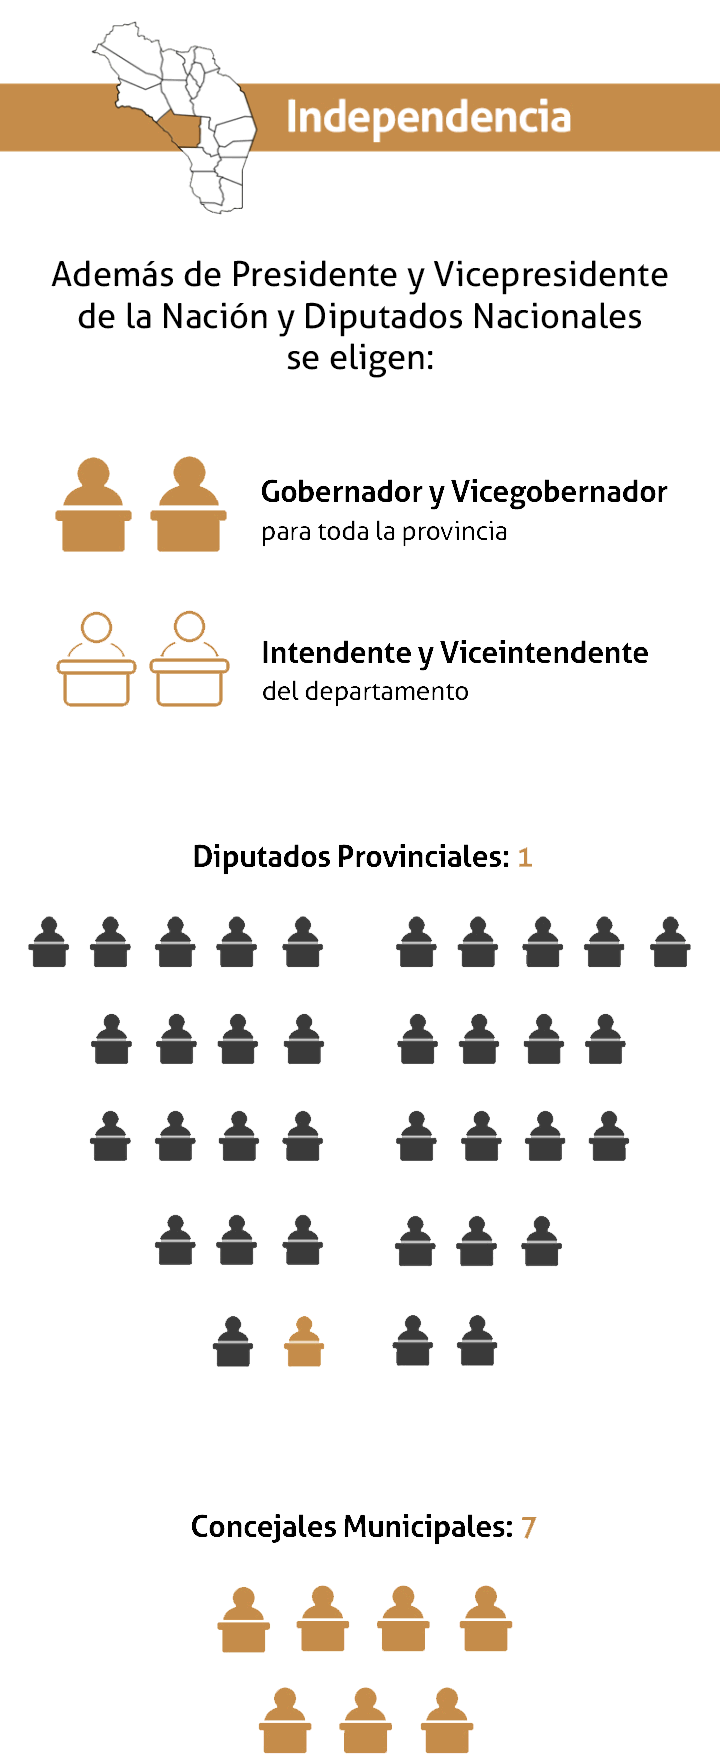 Independencia
Además de Presidente y Vicepresidente
de la Nación y Diputados Nacionales
se eligen:
Gobernador y Vicegobernador
para toda la provincia
Intendente y Viceintendente
del departamento
Diputados Provinciales: 1
Concejales Municipales: 7